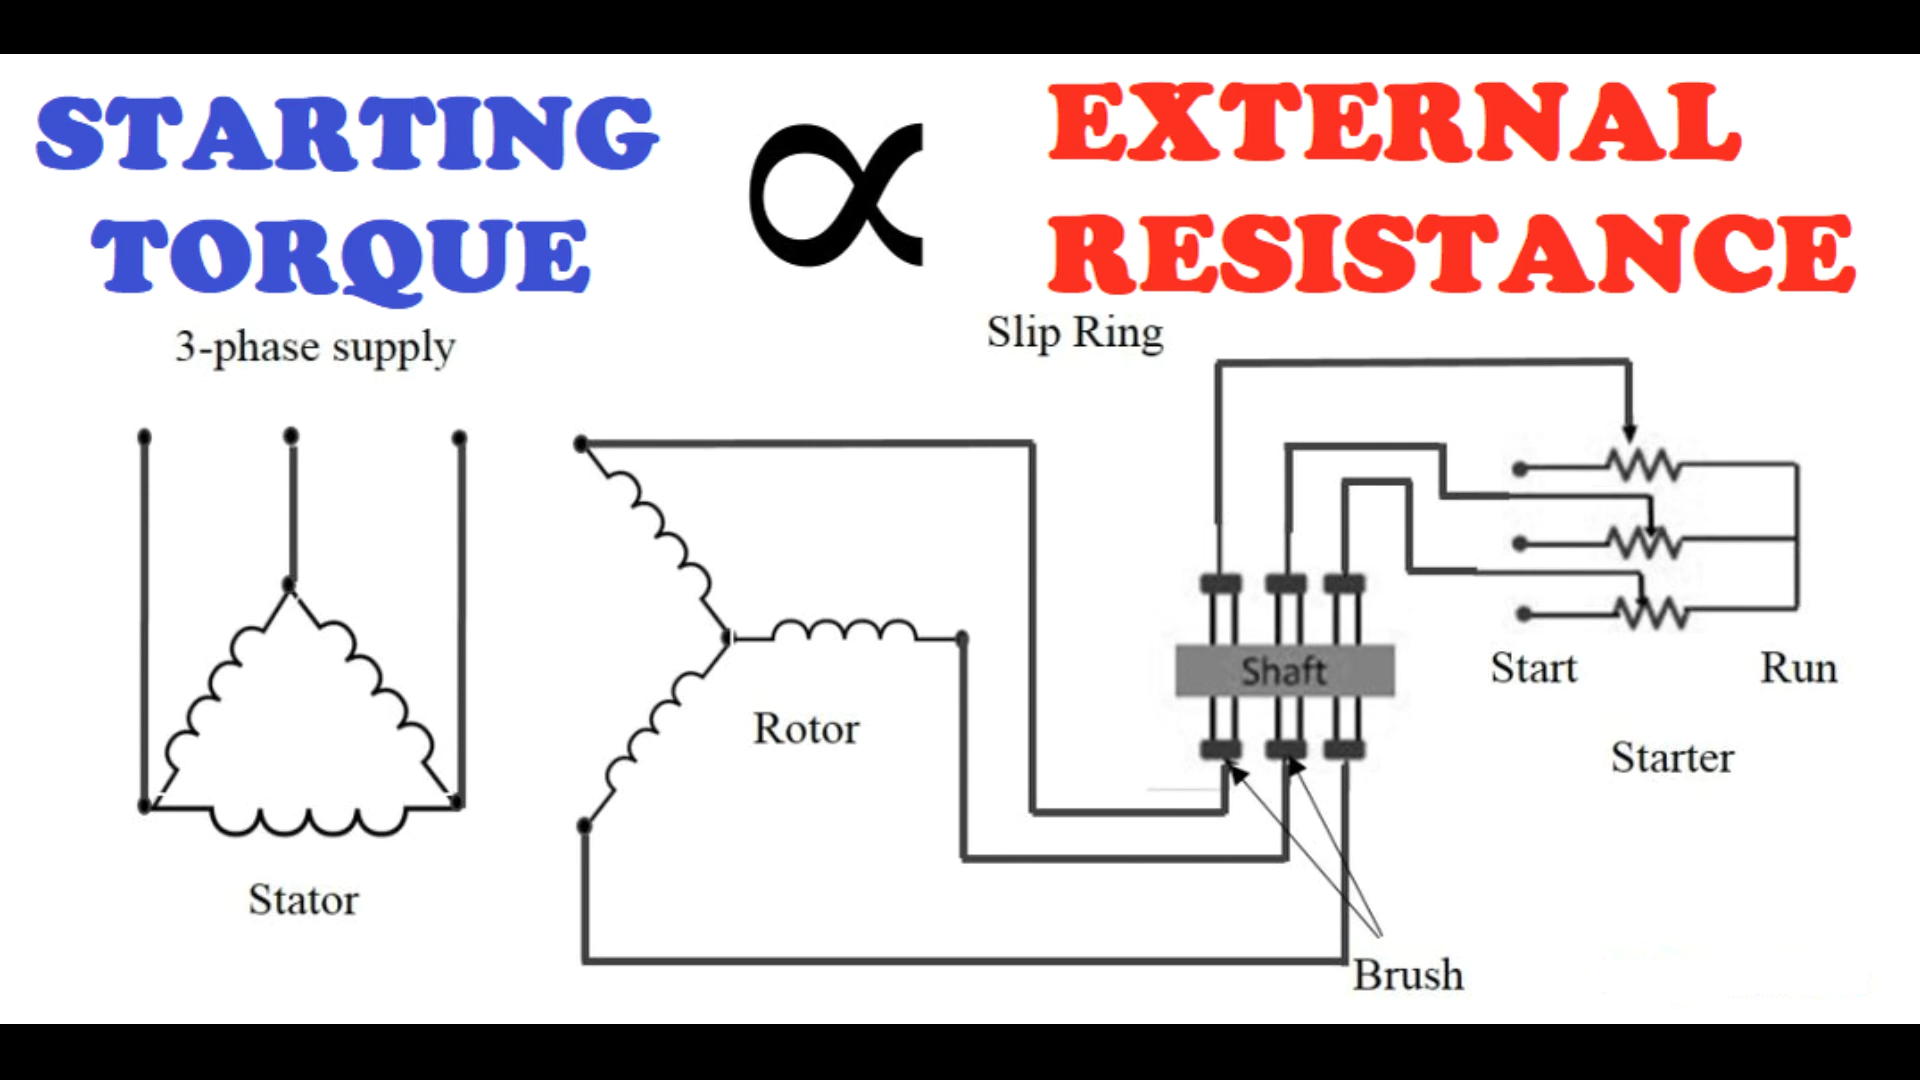 STARTING
TORQUE
∝
EXTERNAL
RESISTANCE
3-phase supply
Slip Ring
Shaft
Start
Run
Rotor
Starter
Stator
Brush